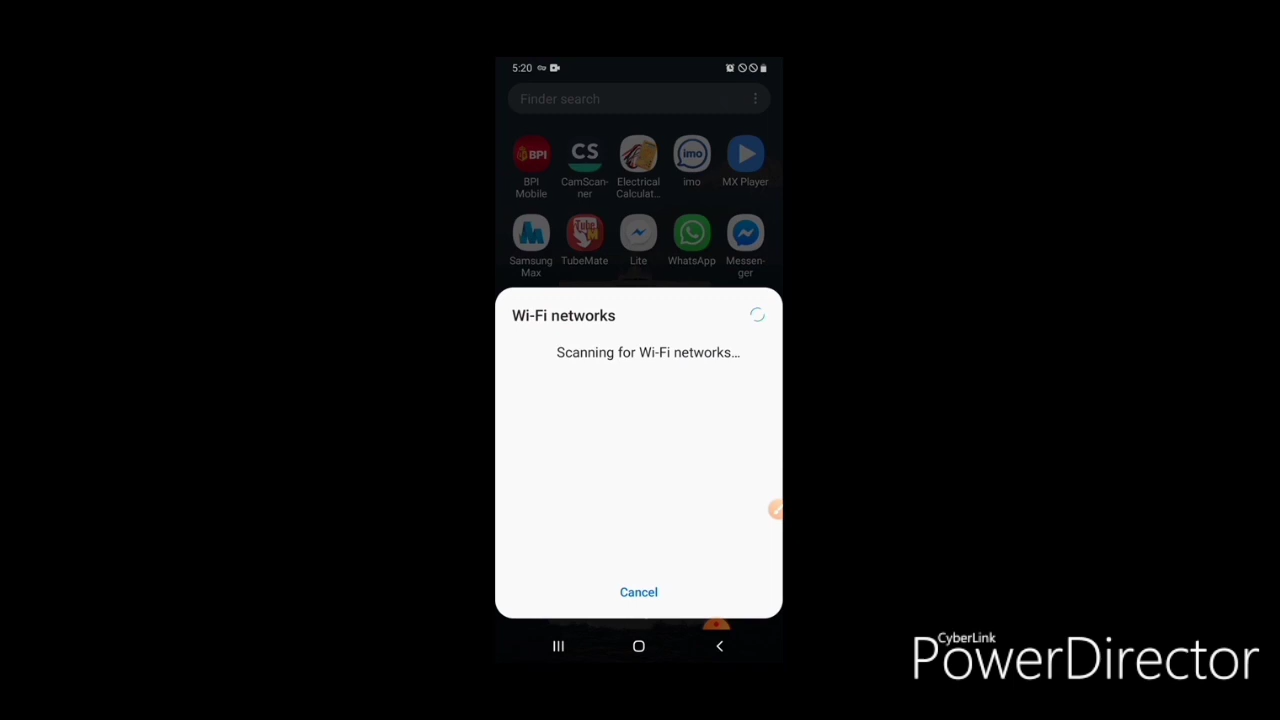 5:20
Finder search
BPI
CS
imo
BPI
Mobile
CamScan-
ner
Electrical
Calculat...
imo
MX Player
Tube
M
Samsung
Max
TubeMate
Lite
WhatsApp
Messen-
ger
Wi-Fi networks
Scanning for Wi-Fi networks...
Cancel
CyberLink
PowerDirector